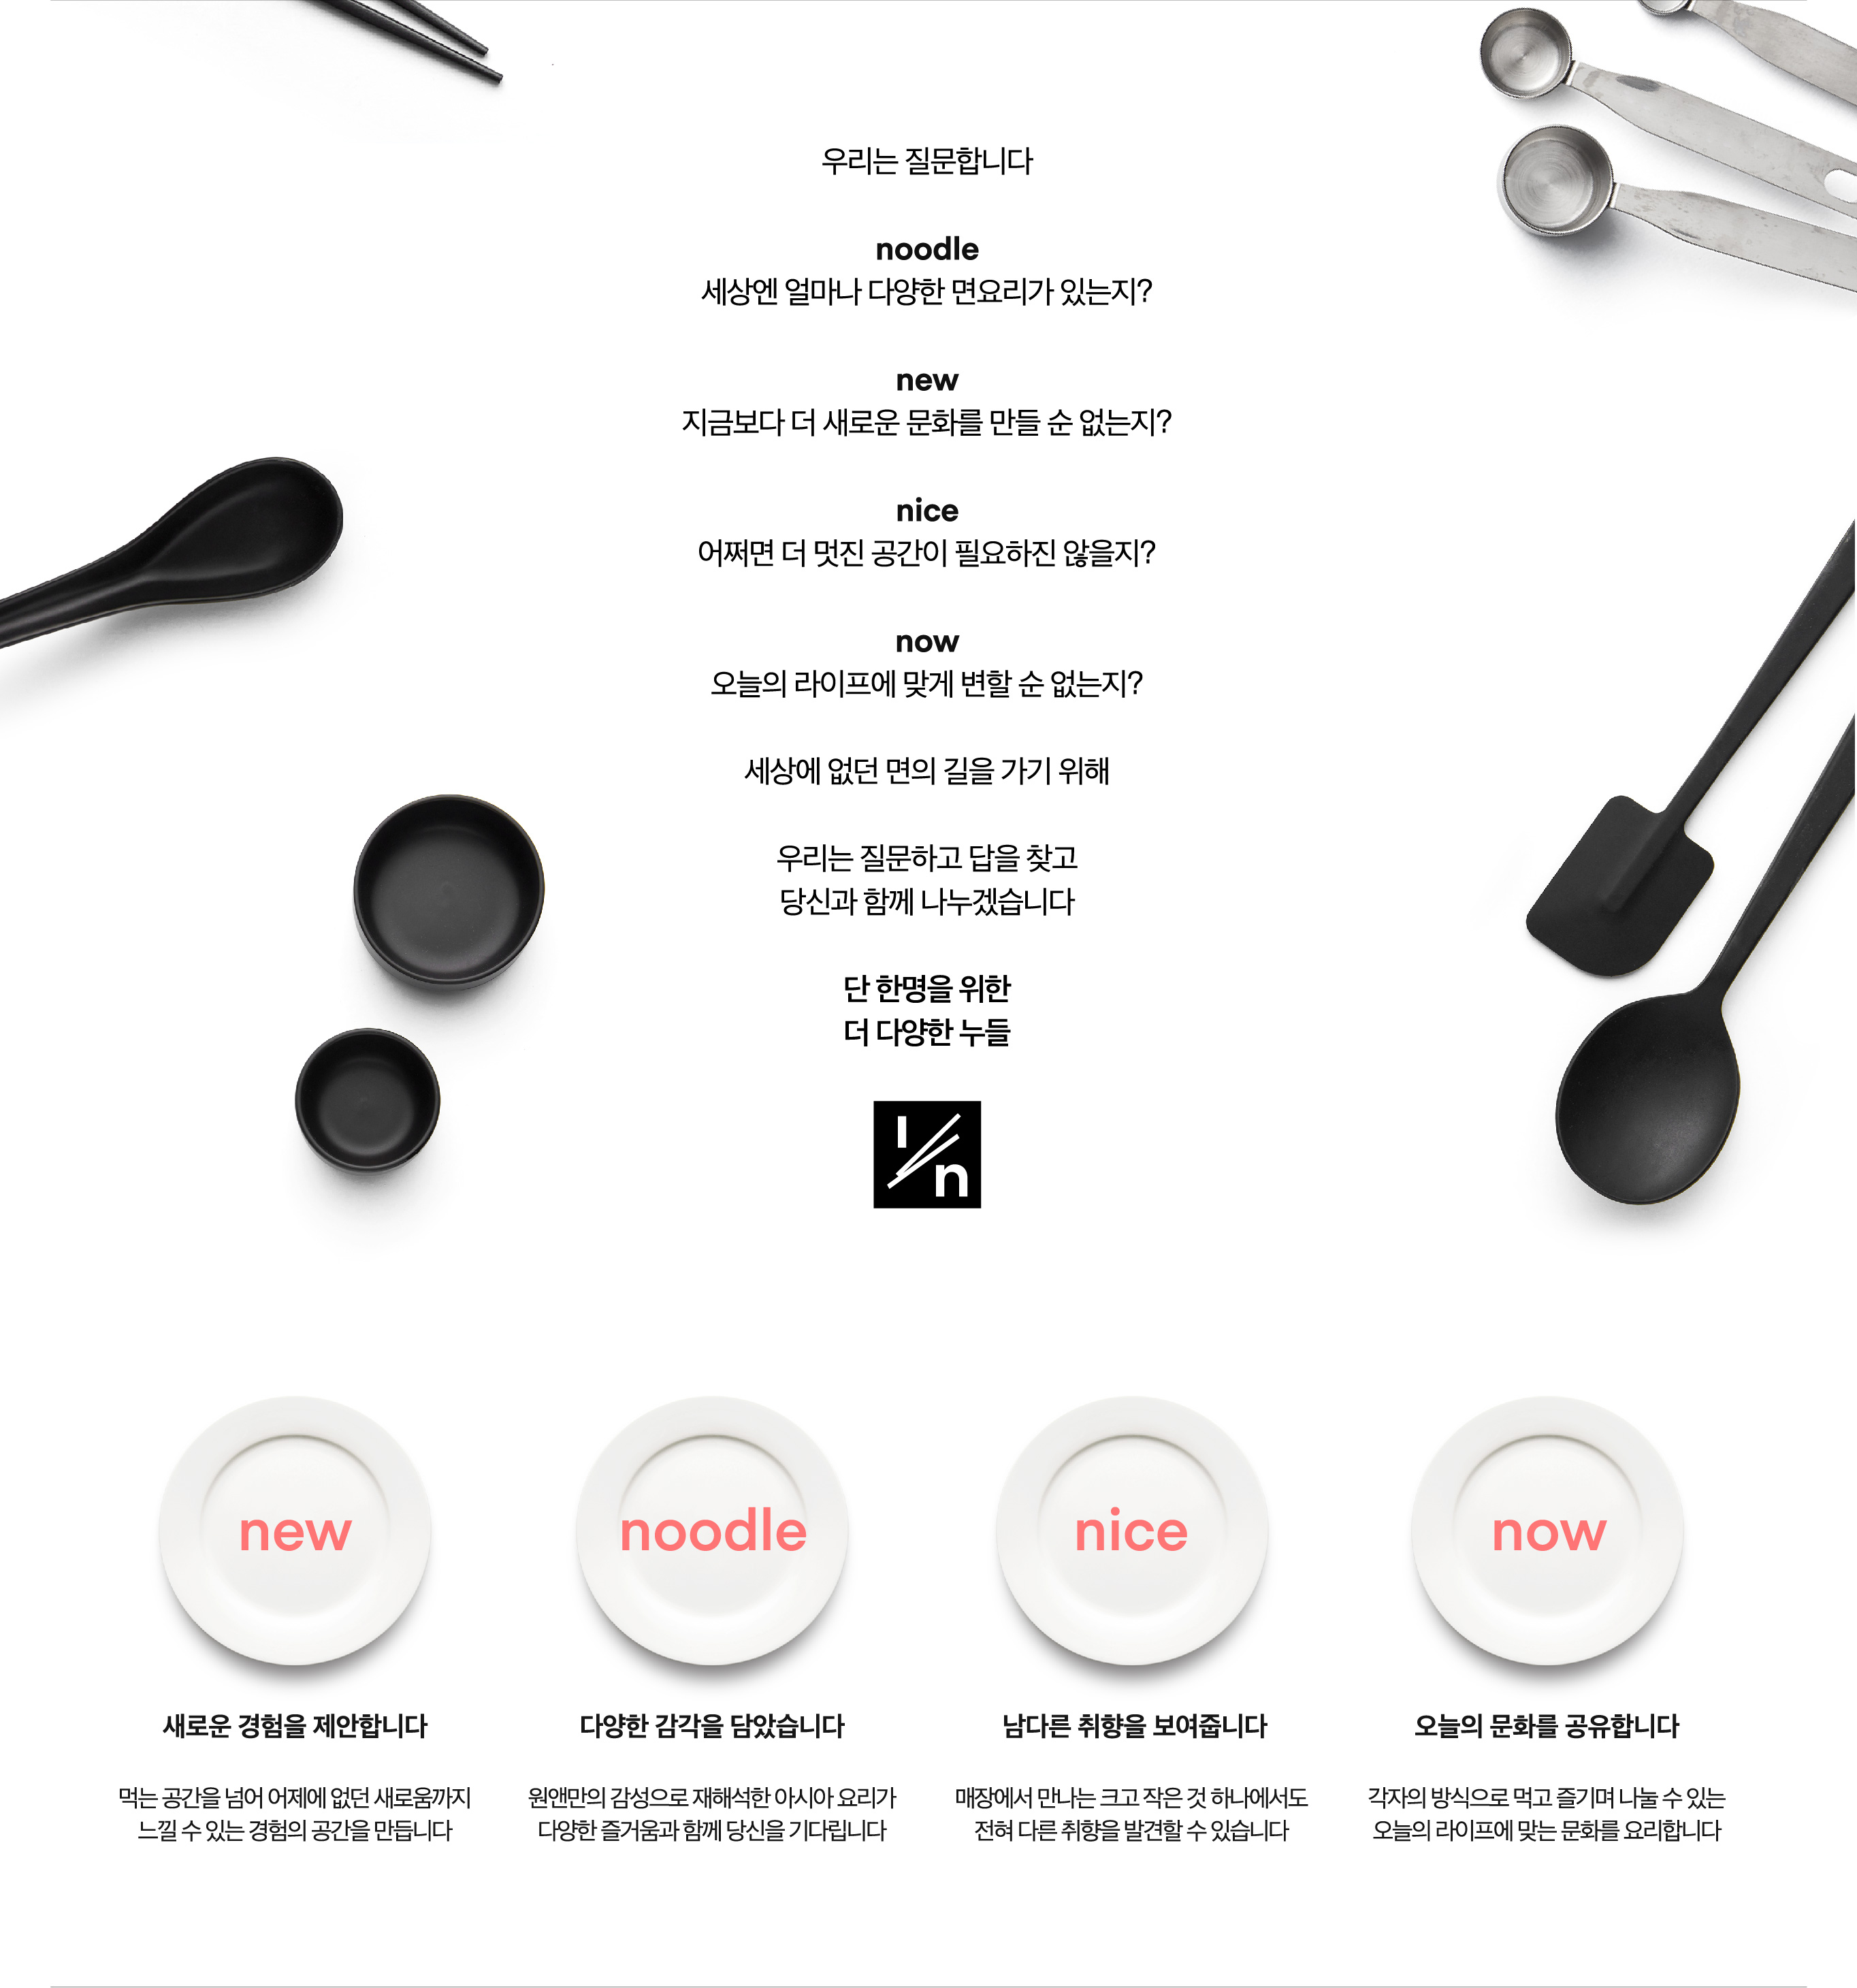 우리는 질문합니다
noodle
세상엔 얼마나 다양한 면요리가 있는지?
new
지금보다 더 새로운 문화를 만들 순 없는지?
nice
어쩌면 더 멋진 공간이 필요하진 않을지?
now
오늘의 라이프에 맞게 변할 순 없는지?
세상에 없던 면의 길을 가기 위해
우리는 질문하고 답을 찾고
당신과 함께 나누겠습니다
단 한명을 위한
더 다양한 누들
1/n
new
noodle
nice
now
새로운 경험을 제안합니다
먹는 공간을 넘어 어제에 없던 새로움까지
느낄 수 있는 경험의 공간을 만듭니다
다양한 감각을 담았습니다
원앤만의 감성으로 재해석한 아시아 요리가
다양한 즐거움과 함께 당신을 기다립니다
남다른 취향을 보여줍니다
매장에서 만나는 크고 작은 것 하나에서도
전혀 다른 취향을 발견할 수 있습니다
오늘의 문화를 공유합니다
각자의 방식으로 먹고 즐기며 나눌 수 있는
오늘의 라이프에 맞는 문화를 요리합니다